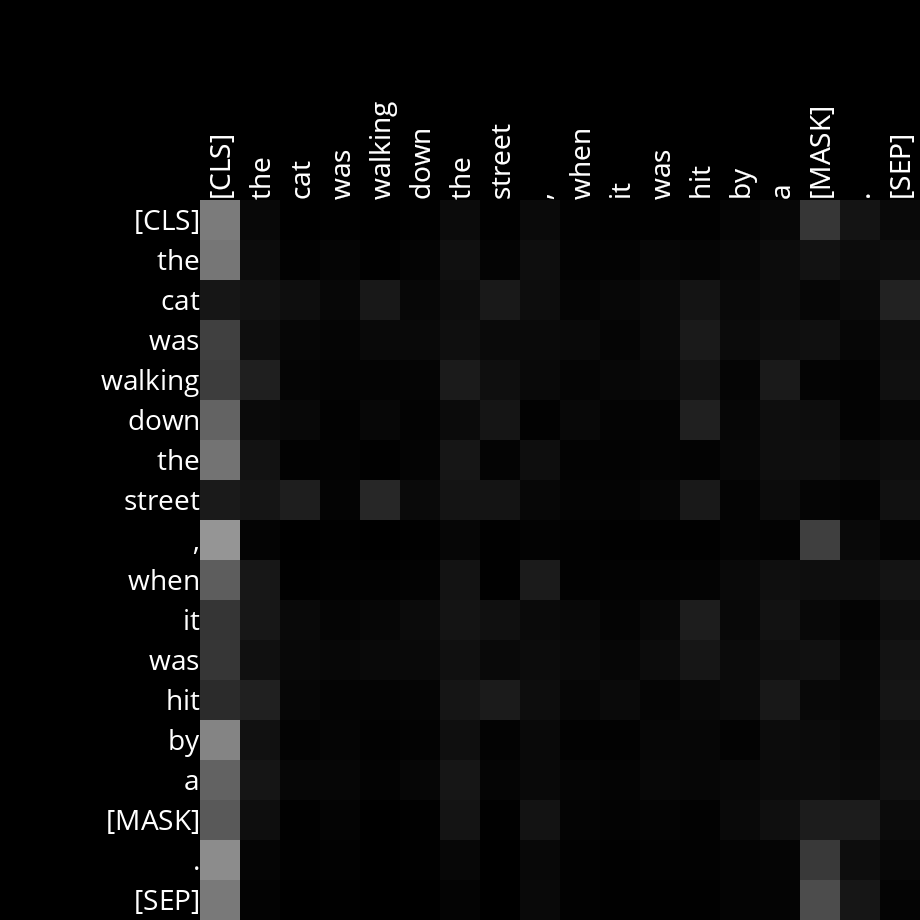 [CLS] the cat was walking down the street , when it was hit by a [MASK] . [SEP]
[CLS]
the
cat
was
walking
down
the
street
,
when
it
was
hit
by
a
[MASK]
.
[SEP]